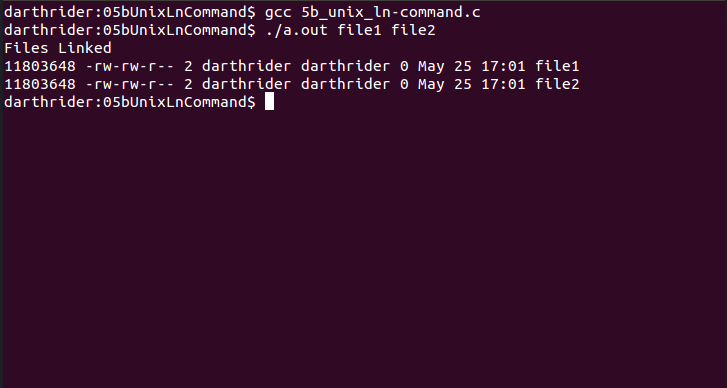 darthrider:05bUnixLnCommand$ gcc 5b_unix_ln-command.c
darthrider:05bUnixLnCommand$ ./a.out file1 file2
Files Linked
11803648 -rw-rw-r-- 2 darthrider darthrider 0 May 25 17:01 file1
11803648 -rw-rw-r-- 2 darthrider darthrider 0 May 25 17:01 file2
darthrider:05bUnixLnCommand$